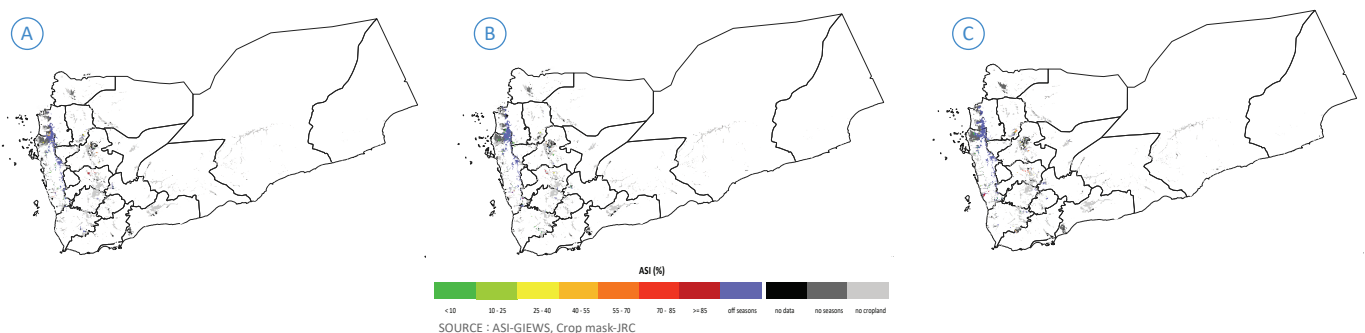 A
B
C
ASI (%)
< 10 10 - 25 25 - 40 40 - 55 55 - 70 70 - 85 >= 85 off seasons no data no seasons no cropland
SOURCE : ASI-GIEWS, Crop mask-JRC